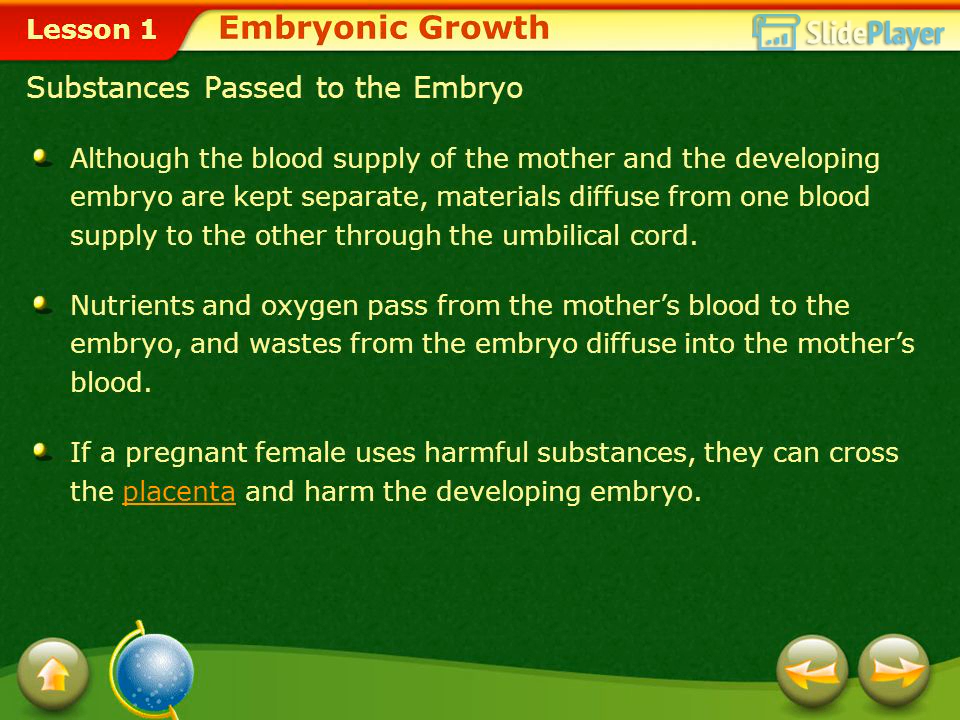 Lesson 1
Embryonic Growth
SlidePlayer
Substances Passed to the Embryo
Although the blood supply of the mother and the developing
embryo are kept separate, materials diffuse from one blood
supply to the other through the umbilical cord.
Nutrients and oxygen pass from the mother’s blood to the
embryo, and wastes from the embryo diffuse into the mother’s
blood.
If a pregnant female uses harmful substances, they can cross
the placenta and harm the developing embryo.